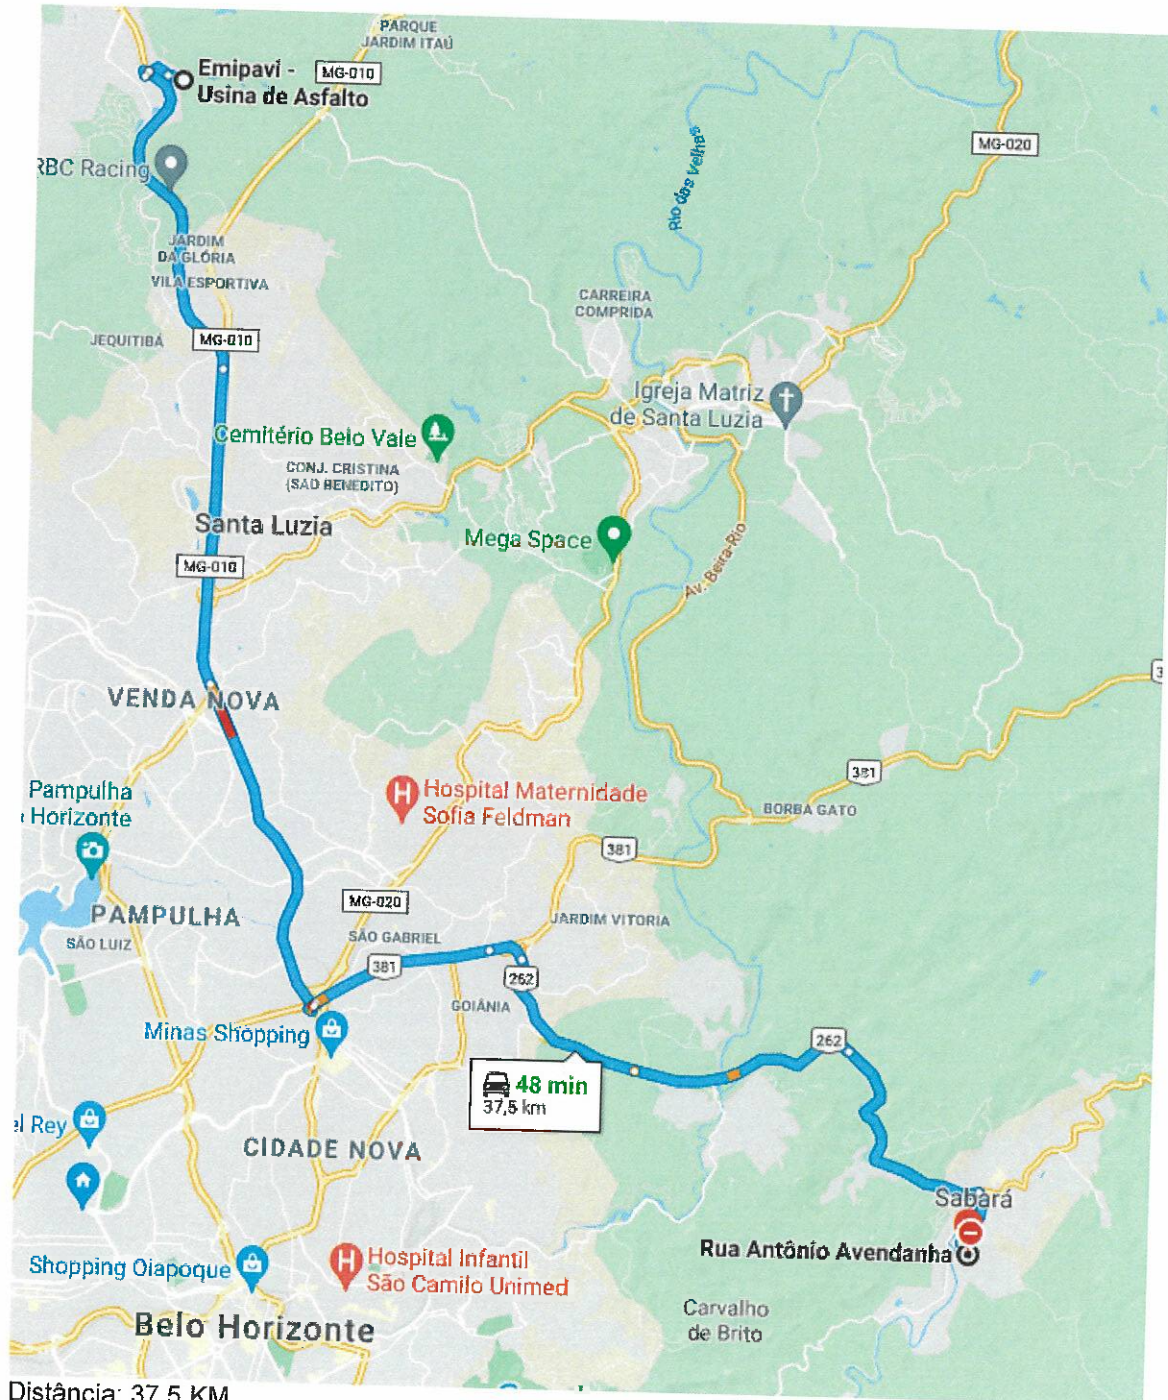 PARQUE
JARDIM ITAÚ
Emipavi -
Usina de Asfalto
MG-010
MG-020
RBC Racing
Rio das Velhas
JARDIM
DA GLÓRIA
VILA ESPORTIVA
CARREIRA
COMPRIDA
JEQUITIBÁ
MG-010
Igreja Matriz
de Santa Luzia
Cemitério Belo Vale
CONJ. CRISTINA
(SAO BENEDITO)
Santa Luzia
Mega Space
MG-010
Av. Beira-Rio
VENDA NOVA
381
Pampulha
Horizonte
Hospital Maternidade
Sofia Feldman
BORBA GATO
381
MG-020
PAMPULHA
SÃO LUIZ
JARDIM VITORIA
SÃO GABRIEL
381
262
GOIÂNIA
Minas Shopping
262
48 min
37,5 km
el Rey
CIDADE NOVA
Sabará
Rua Antônio Avendanha
Hospital Infantil
São Camilo Unimed
Shopping Oiapoque
Carvalho
de Brito
Belo Horizonte
Distância: 37,5 KM